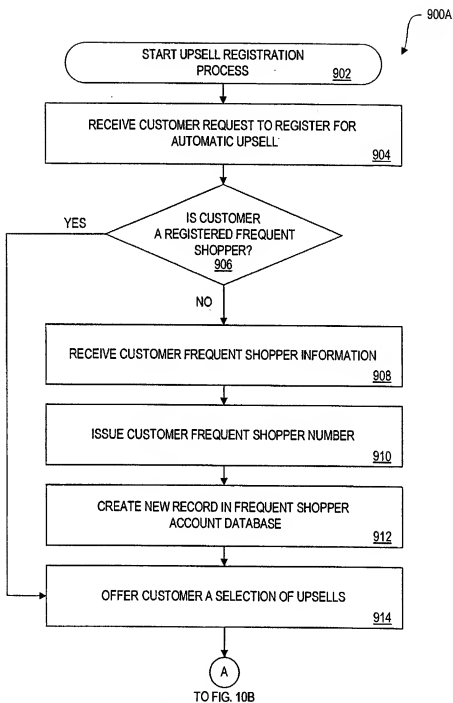 900A
START UPSELL REGISTRATION
PROCESS
902
RECEIVE CUSTOMER REQUEST TO REGISTER FOR
AUTOMATIC UPSELL
904
IS CUSTOMER
A REGISTERED FREQUENT
SHOPPER?
906
YES
NO
RECEIVE CUSTOMER FREQUENT SHOPPER INFORMATION
908
ISSUE CUSTOMER FREQUENT SHOPPER NUMBER
910
CREATE NEW RECORD IN FREQUENT SHOPPER
ACCOUNT DATABASE
912
OFFER CUSTOMER A SELECTION OF UPSELLS
914
A
TO FIG. 10B